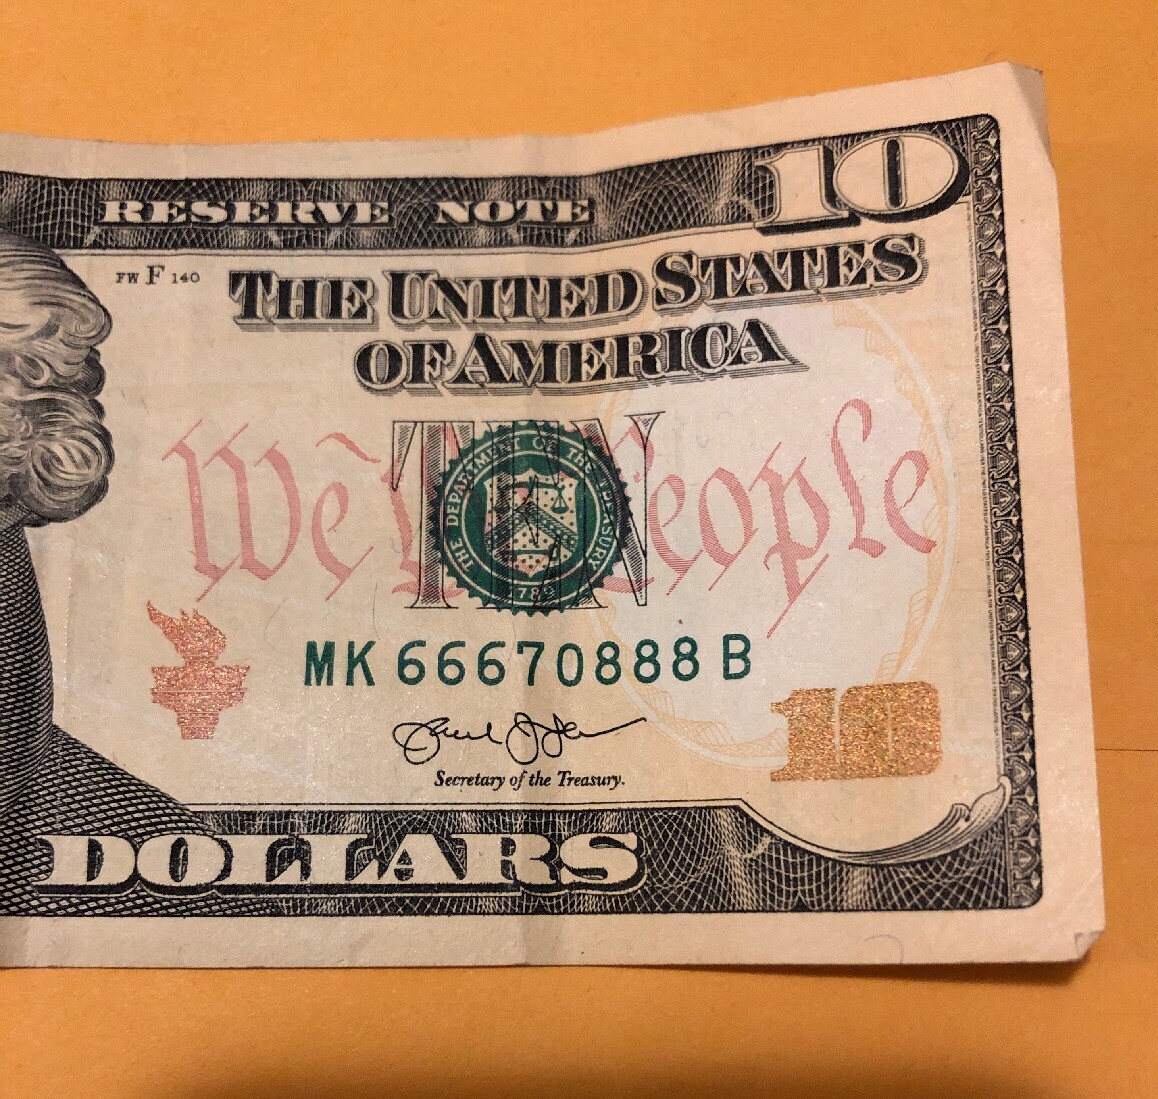 RESERVE NOTE 10
FW F 140
THE UNITED STATES
OF AMERICA
We the People
TEN
THE DEPARTMENT OF THE TREASURY
1789
MK 66670888 B
10
Secretary of the Treasury.
DOLLARS